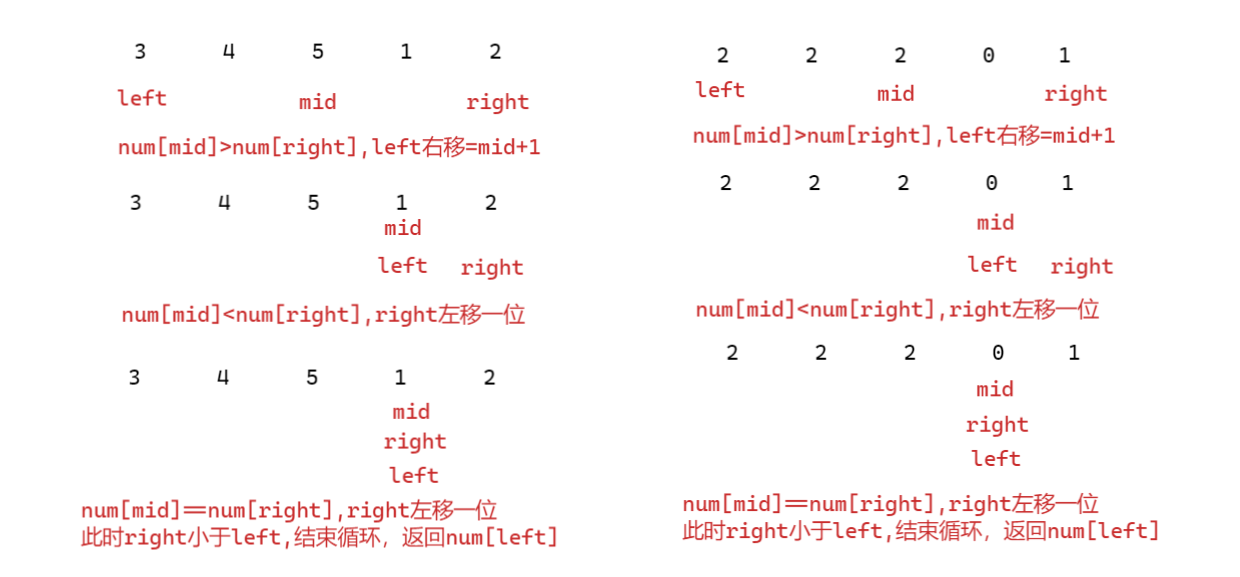 3 4 5 1 2
left mid right
num[mid]>num[right],left右移=mid+1
3 4 5 1 2
mid
left right
num[mid]<num[right],right左移一位
3 4 5 1 2
mid
right
left
num[mid]==num[right],right左移一位
此时right小于left,结束循环，返回num[left]
2 2 2 0 1
left mid right
num[mid]>num[right],left右移=mid+1
2 2 2 0 1
mid
left right
num[mid]<num[right],right左移一位
2 2 2 0 1
mid
right
left
num[mid]==num[right],right左移一位
此时right小于left,结束循环，返回num[left]